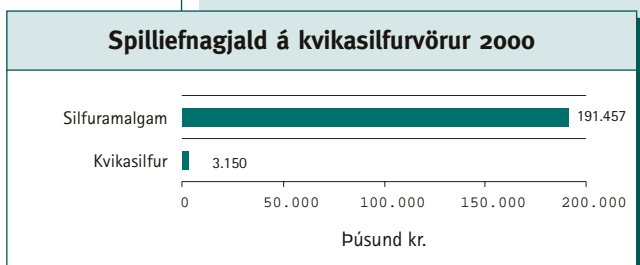 Spilliefnagjald á kvikasilfurvörur 2000
Silfuramalgam 191.457
Kvikasilfur 3.150
0 50.000 100.000 150.000 200.000
Þúsund kr.